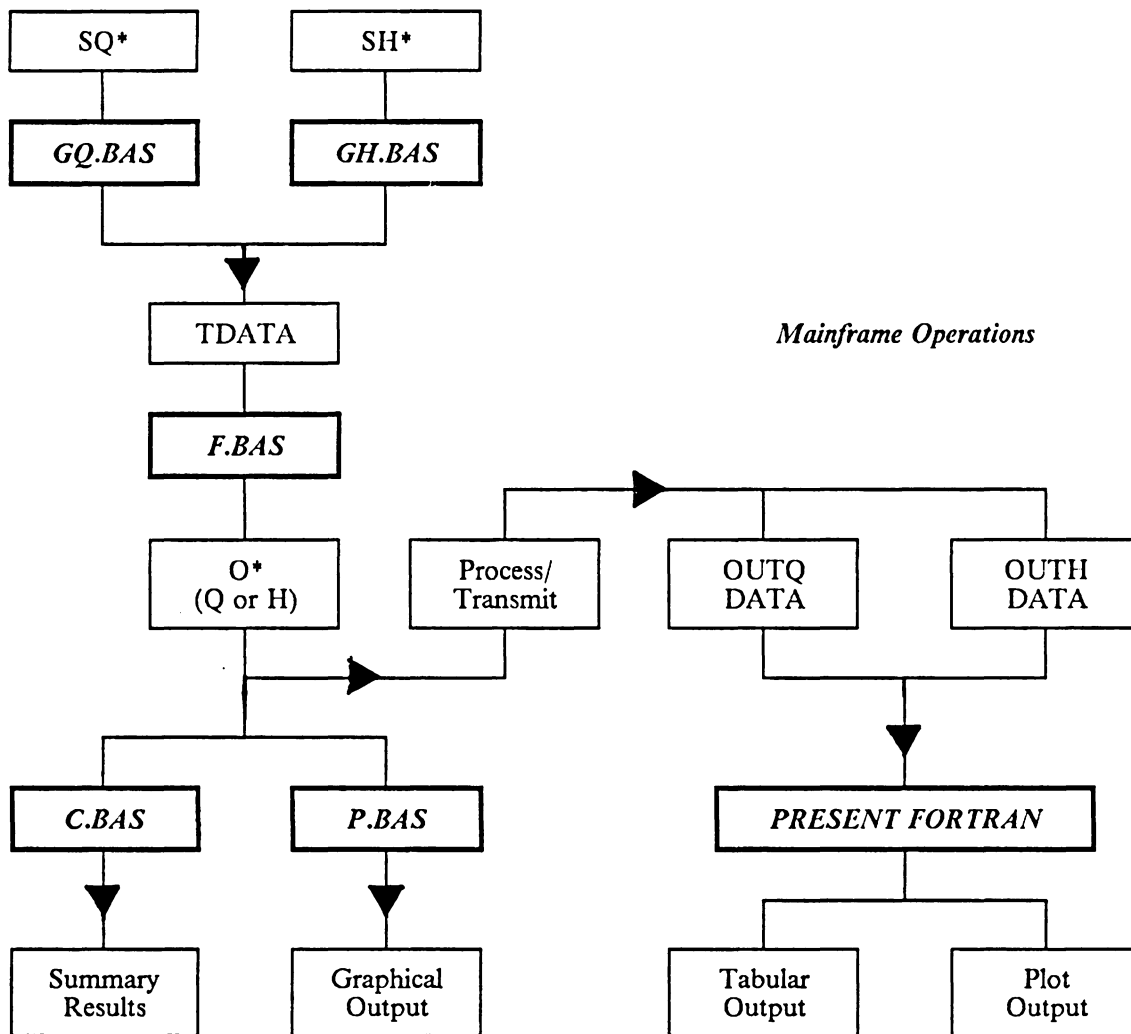 SQ*
SH*
GQ.BAS
GH.BAS
TDATA
Mainframe Operations
F.BAS
O*
(Q or H)
Process/
Transmit
OUTQ
DATA
OUTH
DATA
C.BAS
P.BAS
PRESENT FORTRAN
Summary
Results
Graphical
Output
Tabular
Output
Plot
Output